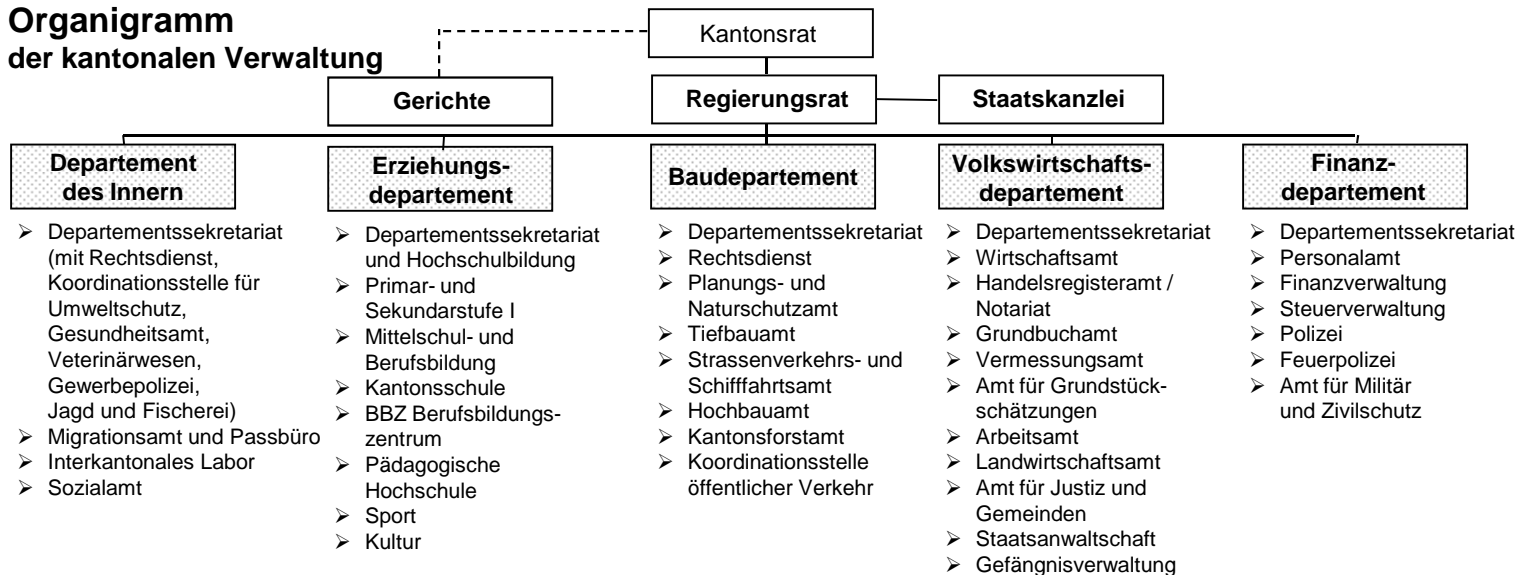 Organigramm
der kantonalen Verwaltung
Kantonsrat
Gerichte
Regierungsrat
Staatskanzlei
Departement
des Innern
➢ Departementssekretariat
(mit Rechtsdienst,
Koordinationsstelle für
Umweltschutz,
Gesundheitsamt,
Veterinärwesen,
Gewerbepolizei,
Jagd und Fischerei)
➢ Migrationsamt und Passbüro
➢ Interkantonales Labor
➢ Sozialamt
Erziehungs-
departement
➢ Departementssekretariat
und Hochschulbildung
➢ Primar- und
Sekundarstufe I
➢ Mittelschul- und
Berufsbildung
➢ Kantonsschule
➢ BBZ Berufsbildungs-
zentrum
➢ Pädagogische
Hochschule
➢ Sport
➢ Kultur
Baudepartement
➢ Departementssekretariat
➢ Rechtsdienst
➢ Planungs- und
Naturschutzamt
➢ Tiefbauamt
➢ Strassenverkehrs- und
Schifffahrtsamt
➢ Hochbauamt
➢ Kantonsforstamt
➢ Koordinationsstelle
öffentlicher Verkehr
Volkswirtschafts-
departement
➢ Departementssekretariat
➢ Wirtschaftsamt
➢ Handelsregisteramt /
Notariat
➢ Grundbuchamt
➢ Vermessungsamt
➢ Amt für Grundstück-
schätzungen
➢ Arbeitsamt
➢ Landwirtschaftsamt
➢ Amt für Justiz und
Gemeinden
➢ Staatsanwaltschaft
➢ Gefängnisverwaltung
Finanz-
departement
➢ Departementssekretariat
➢ Personalamt
➢ Finanzverwaltung
➢ Steuerverwaltung
➢ Polizei
➢ Feuerpolizei
➢ Amt für Militär
und Zivilschutz